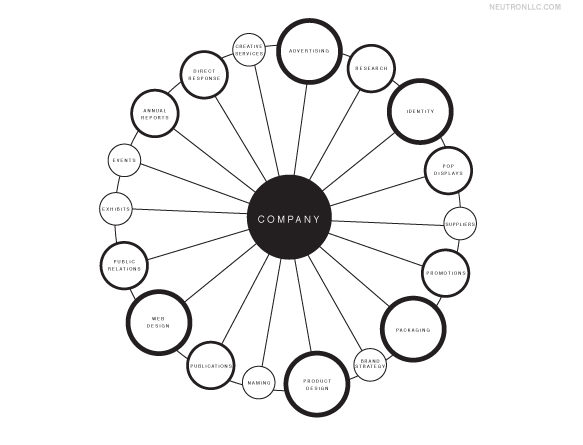 NEUTRONLLC.COM
CREATIVE
SERVICES
ADVERTISING
RESEARCH
DIRECT
RESPONSE
IDENTITY
ANNUAL
REPORTS
POP
DISPLAYS
EVENTS
EXHIBITS
COMPANY
SUPPLIERS
PUBLIC
RELATIONS
PROMOTIONS
WEB
DESIGN
PACKAGING
PUBLICATIONS
BRAND
STRATEGY
NAMING
PRODUCT
DESIGN